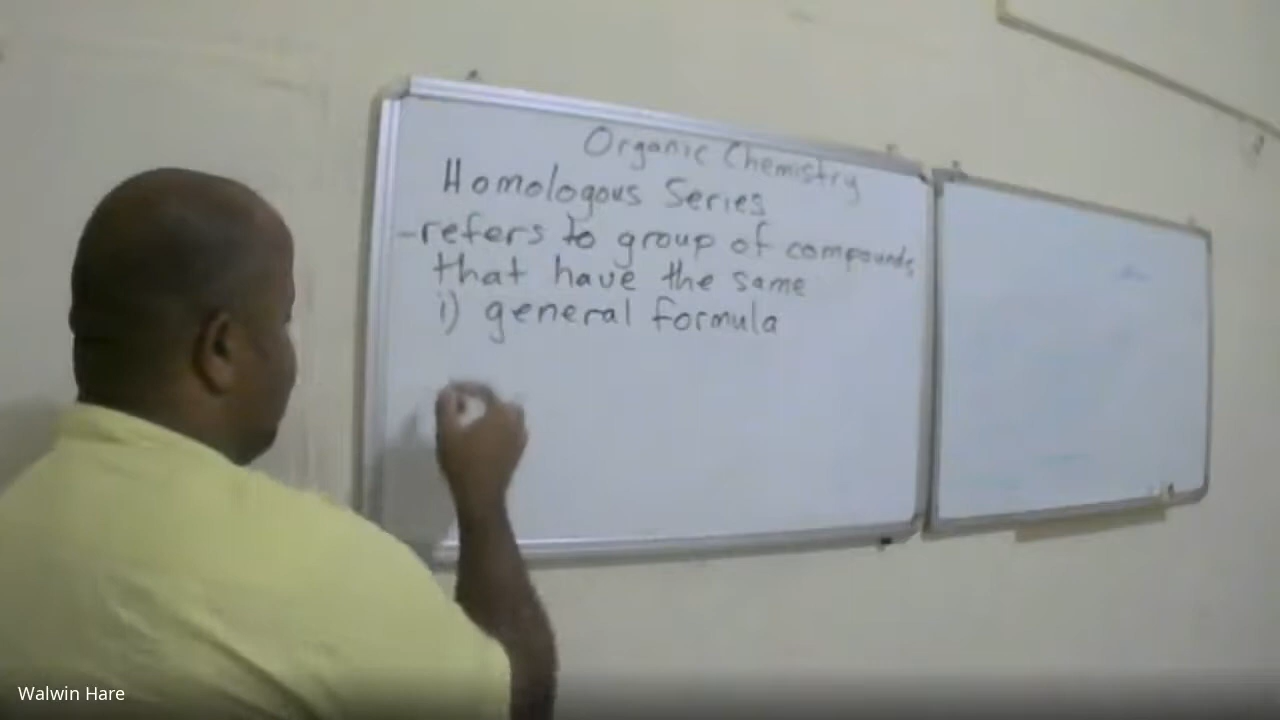 Organic Chemistry
Homologous Series
-refers to group of compounds
that have the same
i) general formula
Walwin Hare